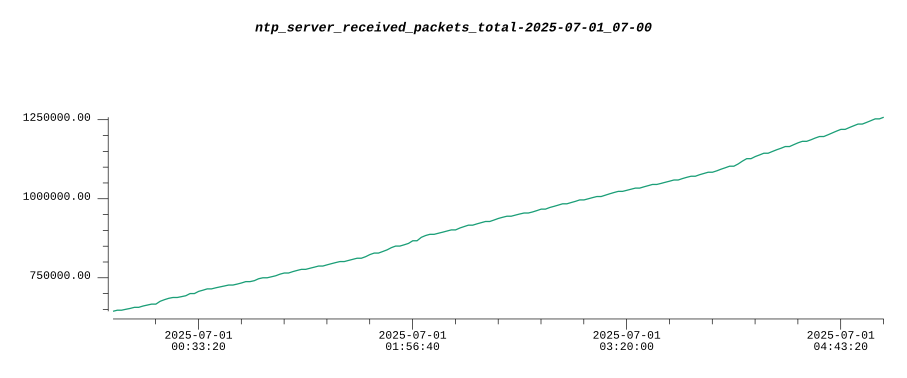 ntp_server_received_packets_total-2025-07-01_07-00
1250000.00
1000000.00
750000.00
2025-07-01 2025-07-01 2025-07-01 2025-07-01
00:33:20 01:56:40 03:20:00 04:43:20